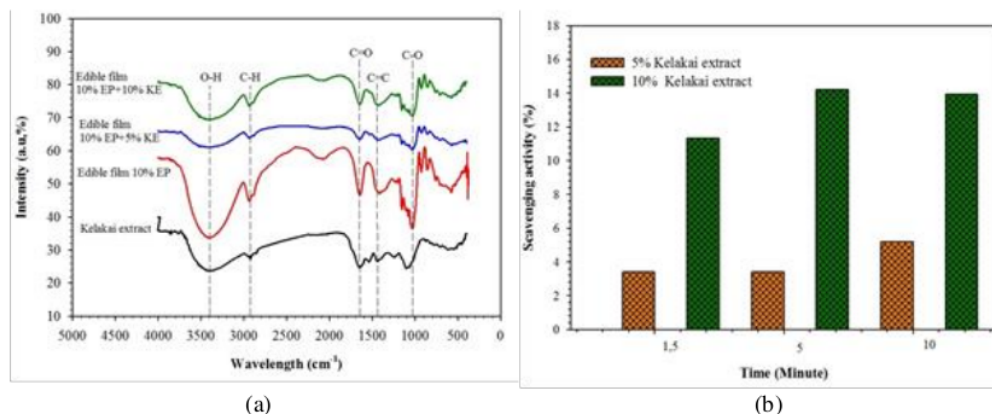 100
90
80
70
60
50
40
30
20
10
Intensity (a.u,%)
5000 4000 3000 2500 2000 1500 1000 500 0
Wavelength (cm-1)
O-H
C-H
C=O
C=C
C-O
Edible film
10% EP+10% KE
Edible film
10% EP+5% KE
Edible film 10% EP
Kelakai extract
(a)
18
16
14
12
10
8
6
4
2
0
Scavenging activity (%)
5% Kelakai extract
10% Kelakai extract
1,5 5 10
Time (Minute)
(b)